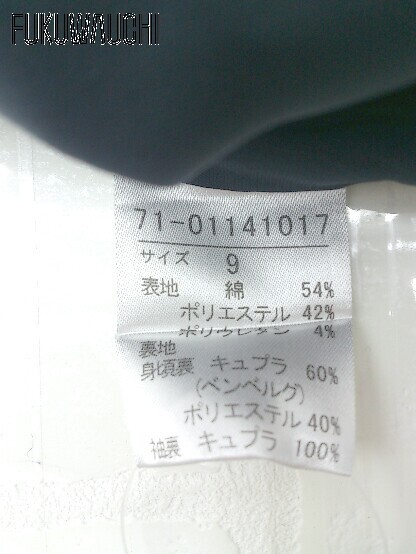 FUKUWAUCHI
71-01141017
サイズ 9
表地 綿 54%
ポリエステル 42%
ポリウレタン 4%
裏地
身頃裏 キュプラ 60%
(ベンベルグ)
ポリエステル 40%
袖裏 キュプラ 100%